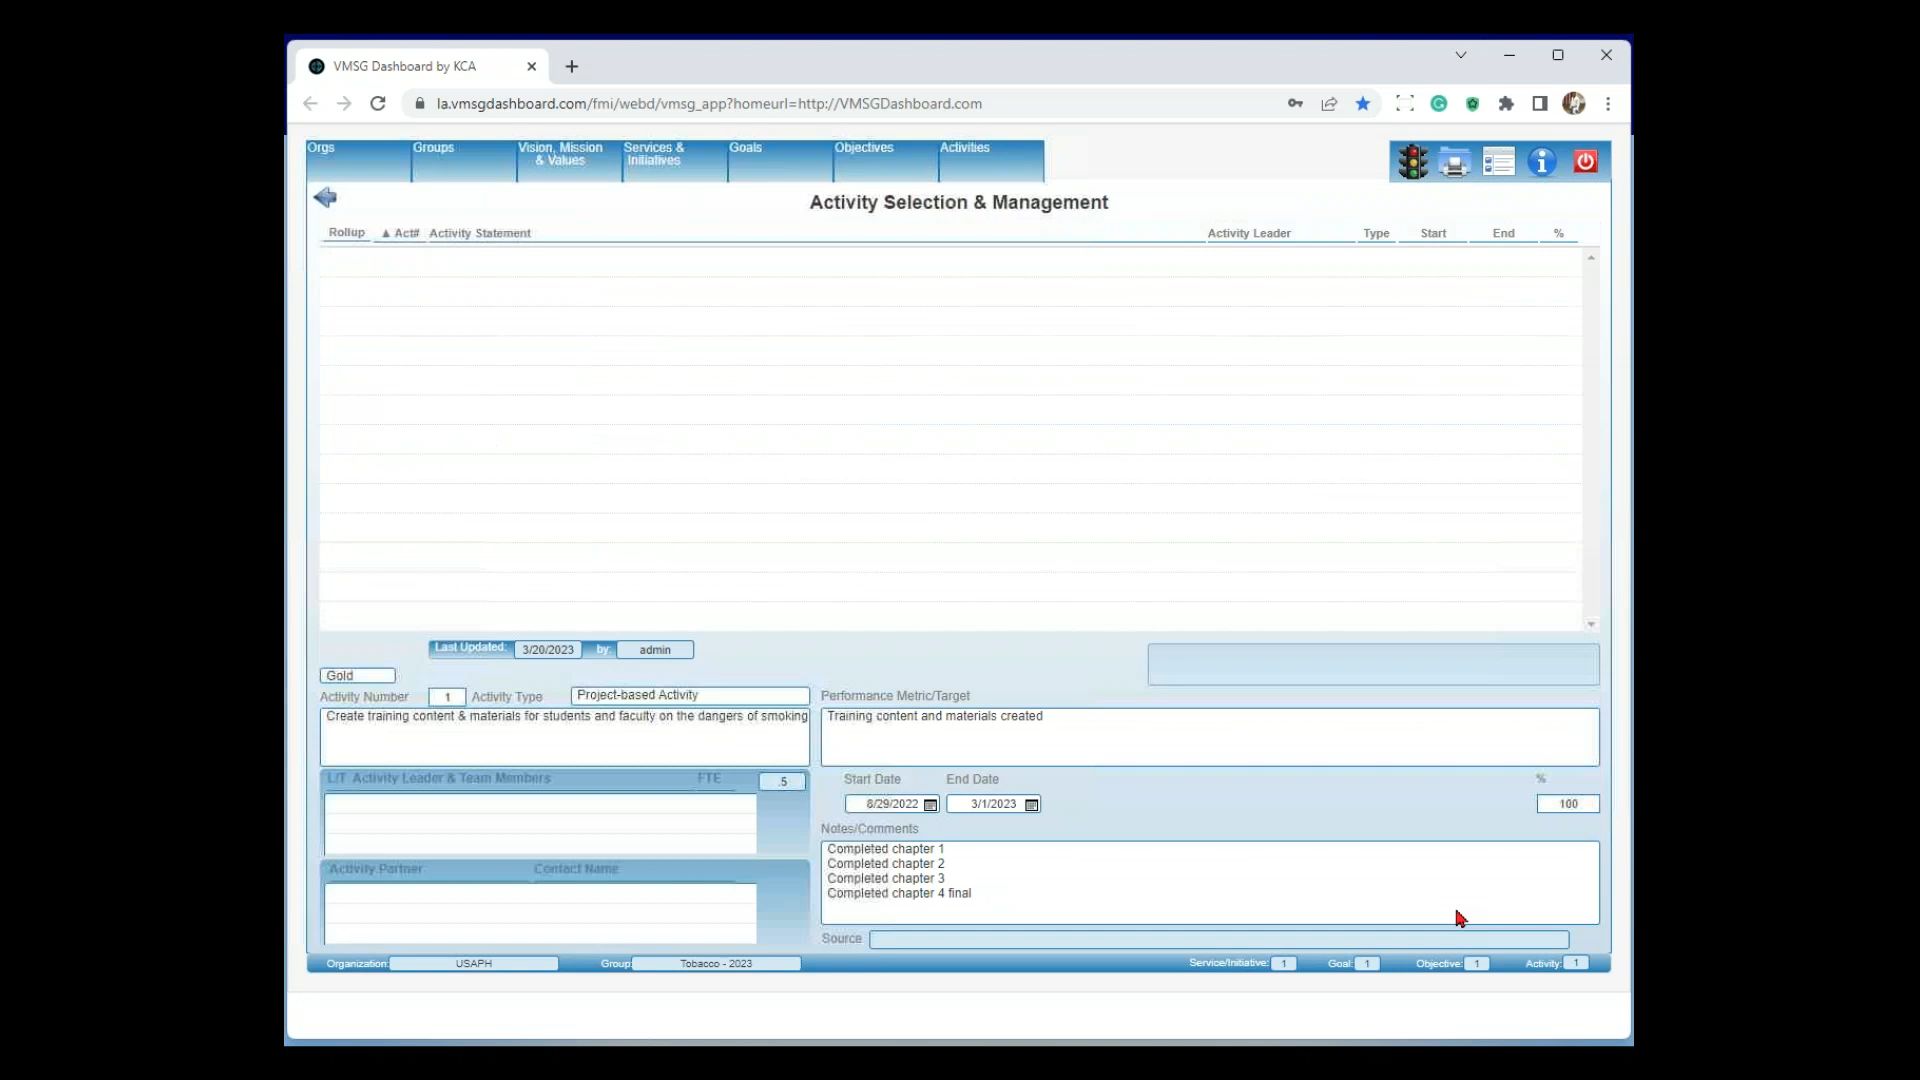 VMSG Dashboard by KCA
la.vmsgdashboard.com/fmi/webd/vmsg_app?homeurl=http://VMSGDashboard.com
Orgs
Groups
Vision, Mission
& Values
Services &
Initiatives
Goals
Objectives
Activities
Activity Selection & Management
Rollup ▲ Act# Activity Statement Activity Leader Type Start End %
Last Updated: 3/20/2023 by: admin
Gold
Activity Number 1 Activity Type Project-based Activity Performance Metric/Target
Create training content & materials for students and faculty on the dangers of smoking
Training content and materials created
L/T Activity Leader & Team Members FTE .5
Start Date End Date %
8/29/2022 3/1/2023 100
Notes/Comments
Completed chapter 1
Completed chapter 2
Completed chapter 3
Completed chapter 4 final
Activity Partner Contact Name
Source
Organization: USAPH Group: Tobacco - 2023 Service/Initiative: 1 Goal: 1 Objective: 1 Activity: 1